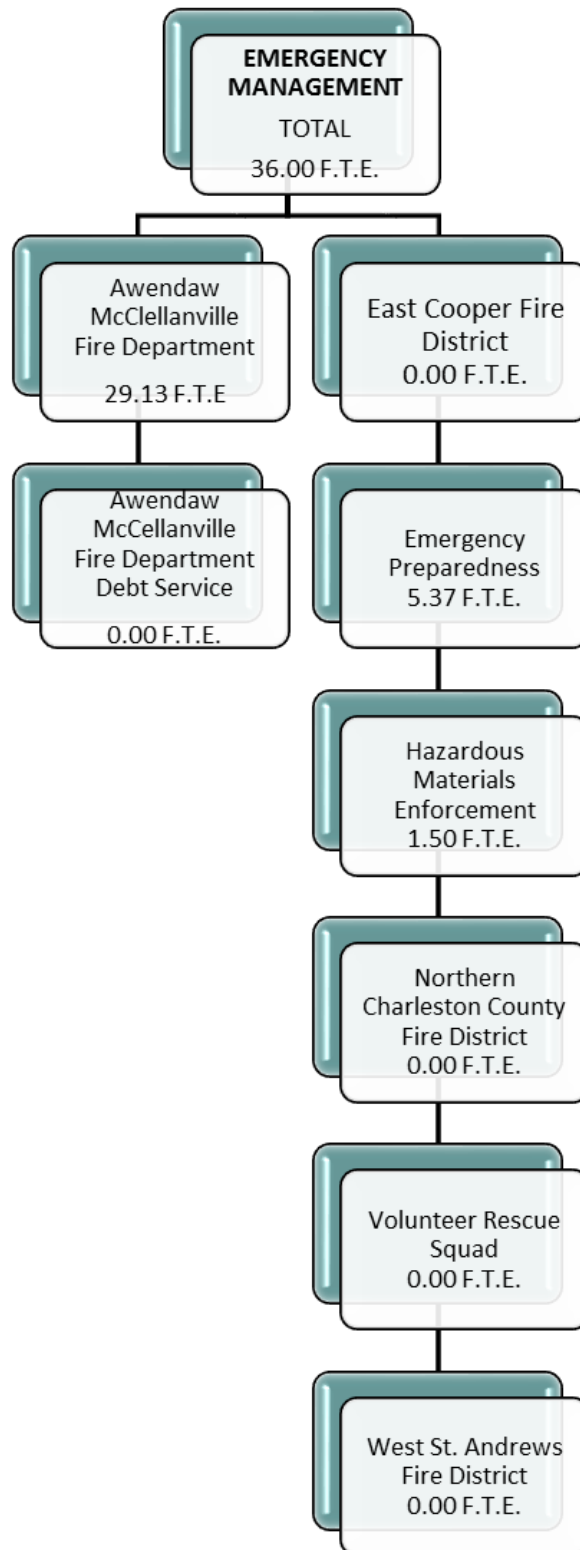 EMERGENCY
MANAGEMENT
TOTAL
36.00 F.T.E.
Awendaw
McClellanville
Fire Department
29.13 F.T.E
Awendaw
McCellanville
Fire Department
Debt Service
0.00 F.T.E.
East Cooper Fire
District
0.00 F.T.E.
Emergency
Preparedness
5.37 F.T.E.
Hazardous
Materials
Enforcement
1.50 F.T.E.
Northern
Charleston County
Fire District
0.00 F.T.E.
Volunteer Rescue
Squad
0.00 F.T.E.
West St. Andrews
Fire District
0.00 F.T.E.